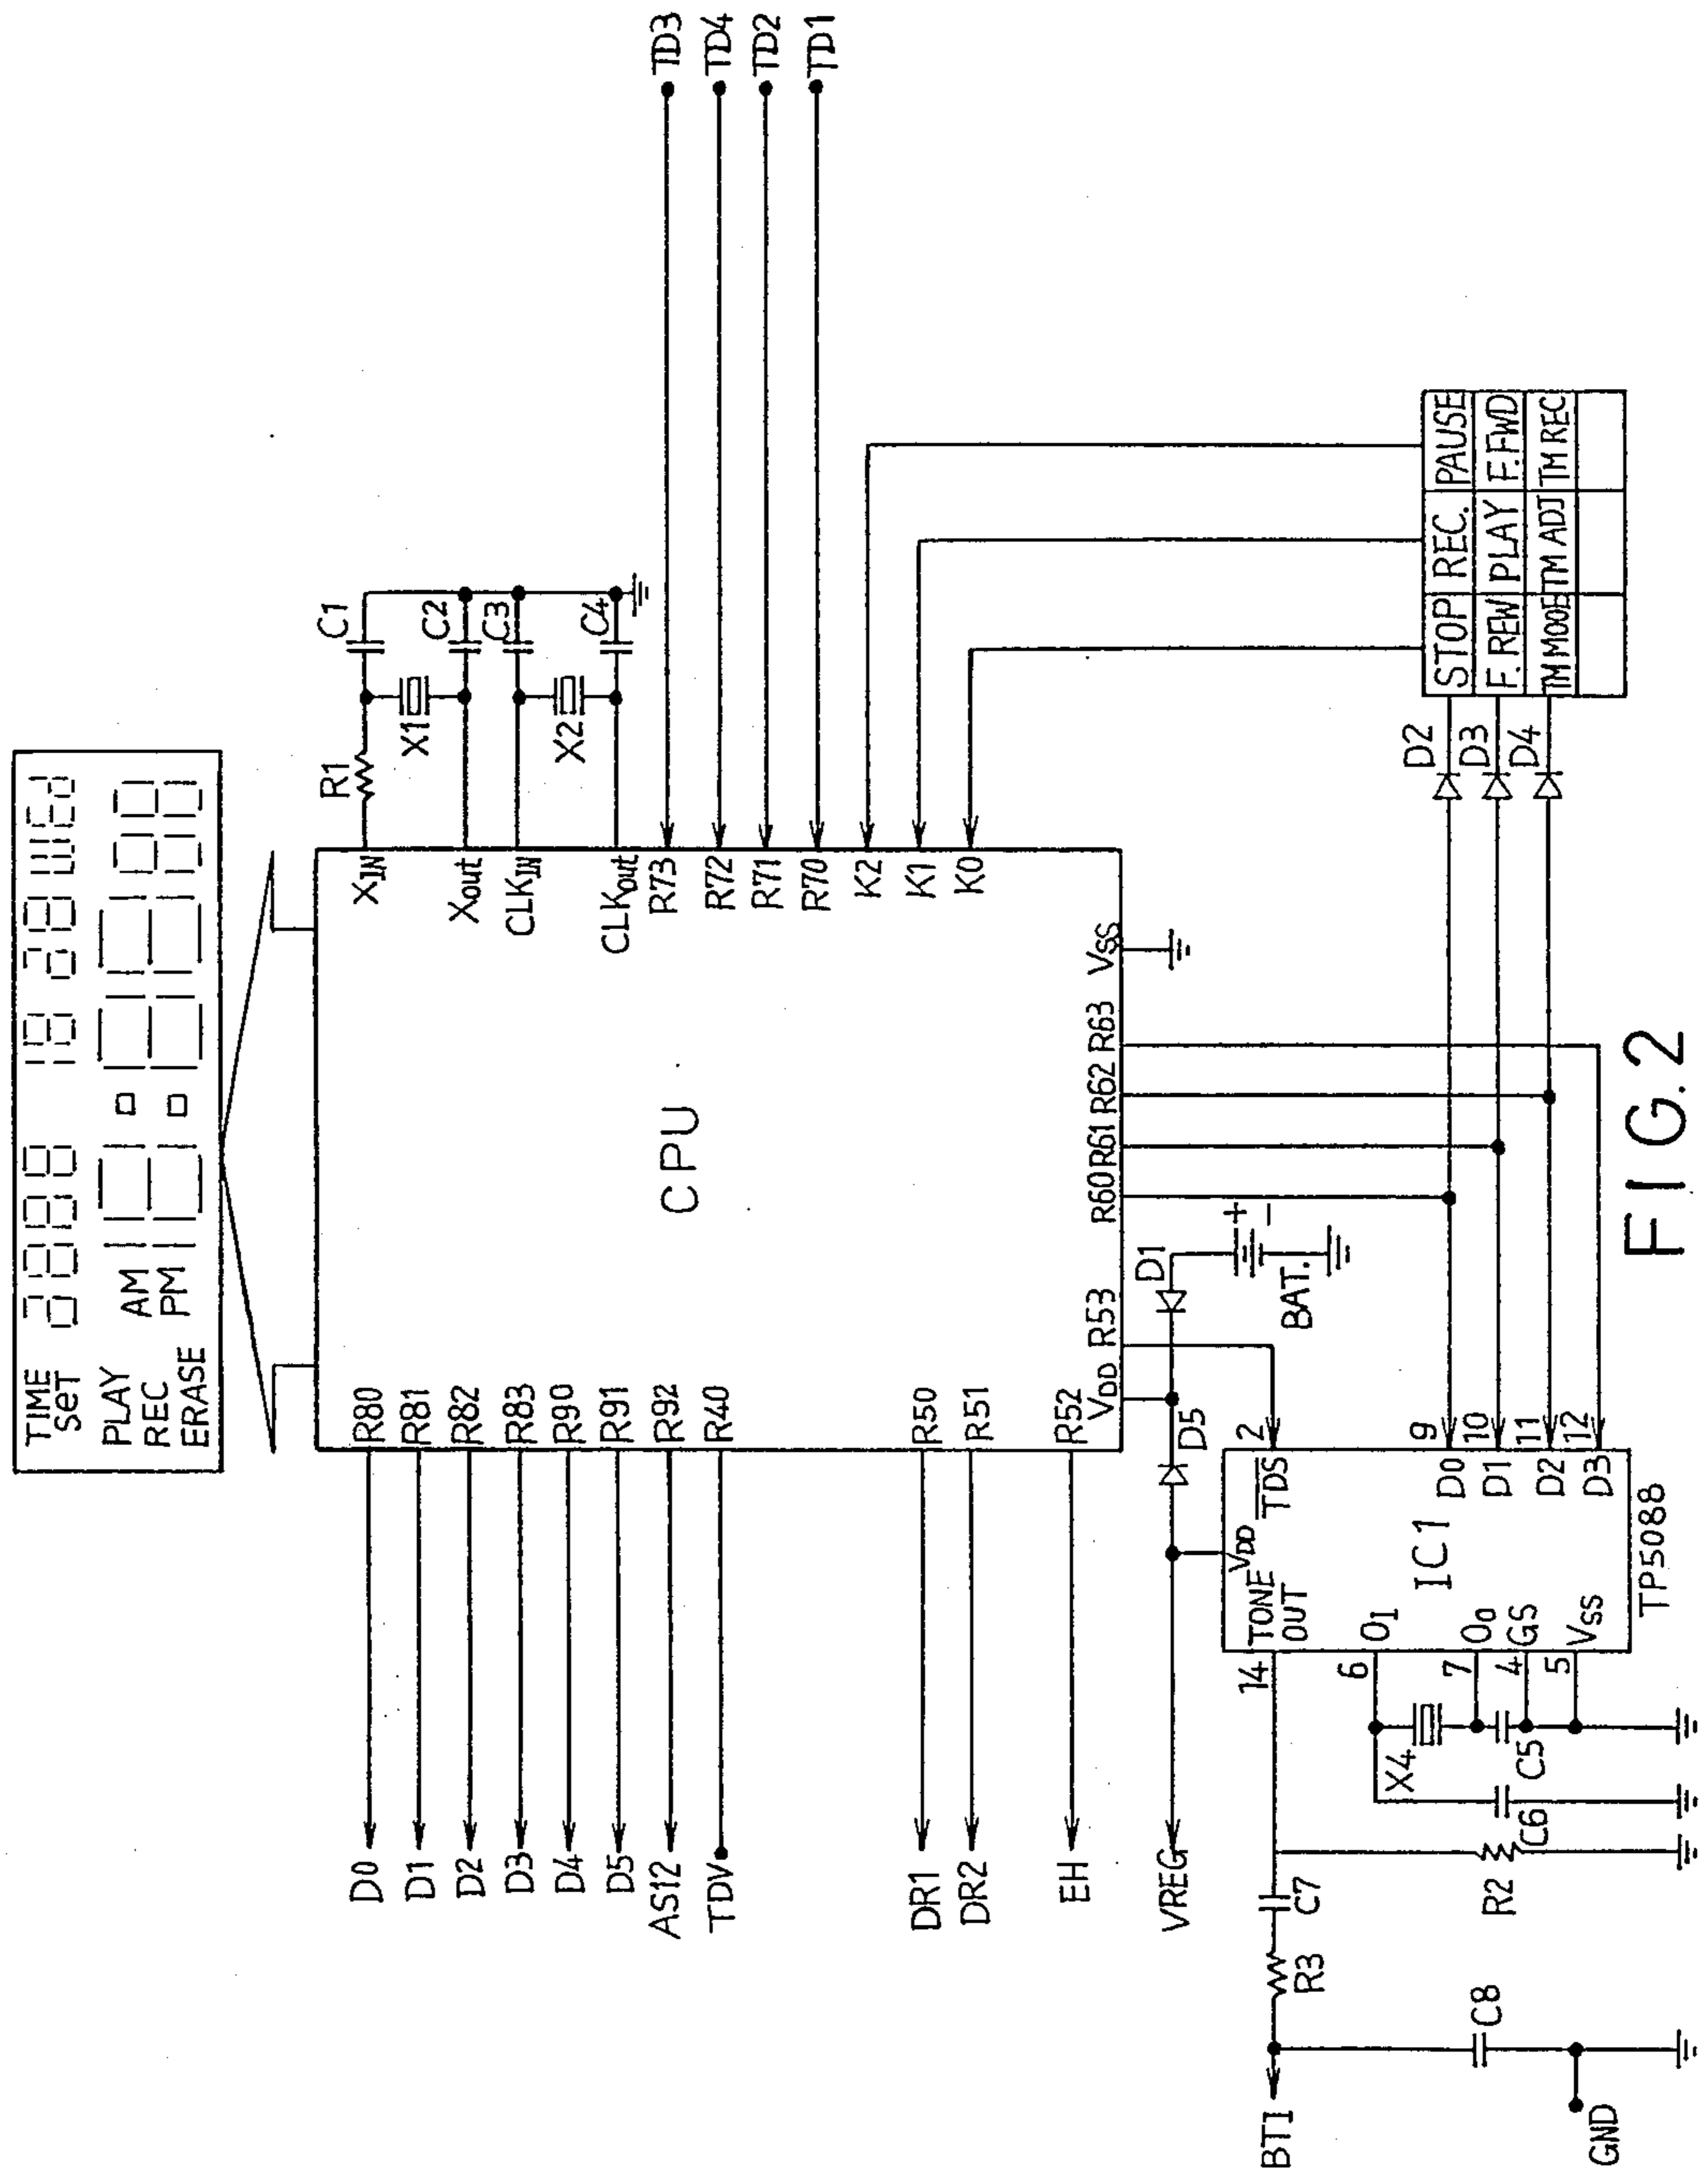 TIME
SeT
PLAY
REC
ERASE
AM
PM
R80
R81
R82
R83
R90
R91
R92
R40
R50
R51
R52
D0
D1
D2
D3
D4
D5
AS12
TDV
DR1
DR2
EH
VREG
CPU
XIN
Xout
CLKIN
CLKout
R73
R72
R71
R70
K2
K1
K0
R1
X1
X2
C1
C2
C3
C4
TD3
TD4
TD2
TD1
VDD
R53
R60
R61
R62
R63
VSS
D1
+
-
BAT.
D5
D2
D3
D4
STOP REC. PAUSE
F.REW PLAY F.FWD
TM MODE TM ADJ TM REC
2
9
10
11
12
TONE
OUT
VDD
TDS
D0
D1
D2
D3
O1
O0
GS
VSS
IC1
TP5088
14
6
7
4
5
X4
C5
C6
R2
C7
R3
C8
BT1
GND
FIG.2